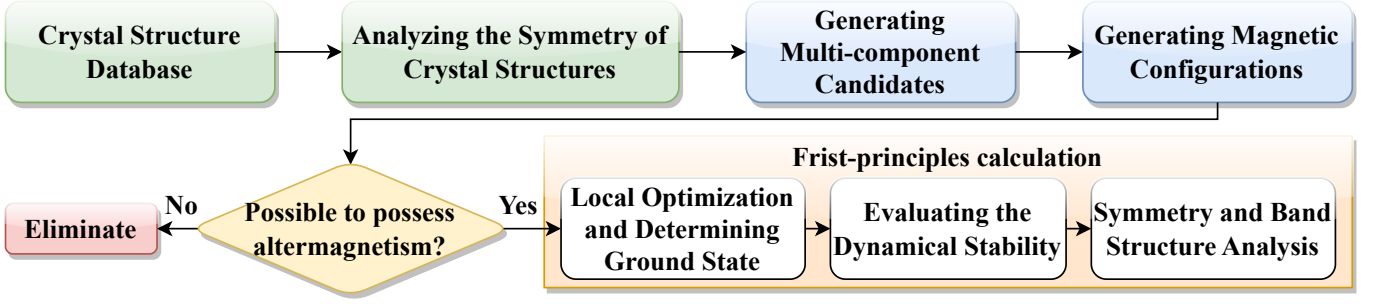 Crystal Structure
Database
Analyzing the Symmetry of
Crystal Structures
Generating
Multi-component
Candidates
Generating Magnetic
Configurations
Possible to possess
altermagnetism?
No
Eliminate
Yes
Frist-principles calculation
Local Optimization
and Determining
Ground State
Evaluating the
Dynamical Stability
Symmetry and Band
Structure Analysis